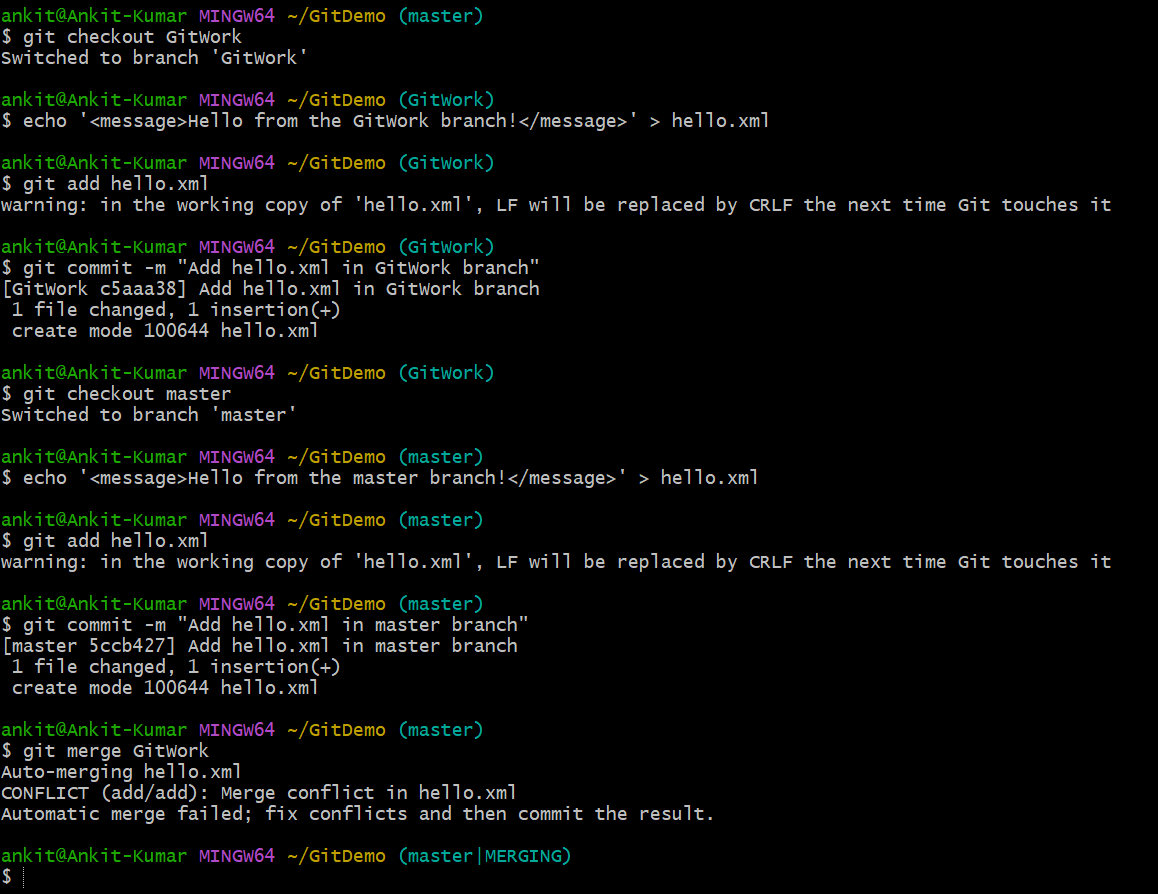 ankit@Ankit-Kumar MINGW64 ~/GitDemo (master)
$ git checkout GitWork
Switched to branch 'GitWork'
ankit@Ankit-Kumar MINGW64 ~/GitDemo (GitWork)
$ echo '<message>Hello from the GitWork branch!</message>' > hello.xml
ankit@Ankit-Kumar MINGW64 ~/GitDemo (GitWork)
$ git add hello.xml
warning: in the working copy of 'hello.xml', LF will be replaced by CRLF the next time Git touches it
ankit@Ankit-Kumar MINGW64 ~/GitDemo (GitWork)
$ git commit -m "Add hello.xml in GitWork branch"
[GitWork c5aaa38] Add hello.xml in GitWork branch
 1 file changed, 1 insertion(+)
 create mode 100644 hello.xml
ankit@Ankit-Kumar MINGW64 ~/GitDemo (GitWork)
$ git checkout master
Switched to branch 'master'
ankit@Ankit-Kumar MINGW64 ~/GitDemo (master)
$ echo '<message>Hello from the master branch!</message>' > hello.xml
ankit@Ankit-Kumar MINGW64 ~/GitDemo (master)
$ git add hello.xml
warning: in the working copy of 'hello.xml', LF will be replaced by CRLF the next time Git touches it
ankit@Ankit-Kumar MINGW64 ~/GitDemo (master)
$ git commit -m "Add hello.xml in master branch"
[master 5ccb427] Add hello.xml in master branch
 1 file changed, 1 insertion(+)
 create mode 100644 hello.xml
ankit@Ankit-Kumar MINGW64 ~/GitDemo (master)
$ git merge GitWork
Auto-merging hello.xml
CONFLICT (add/add): Merge conflict in hello.xml
Automatic merge failed; fix conflicts and then commit the result.
ankit@Ankit-Kumar MINGW64 ~/GitDemo (master|MERGING)
$